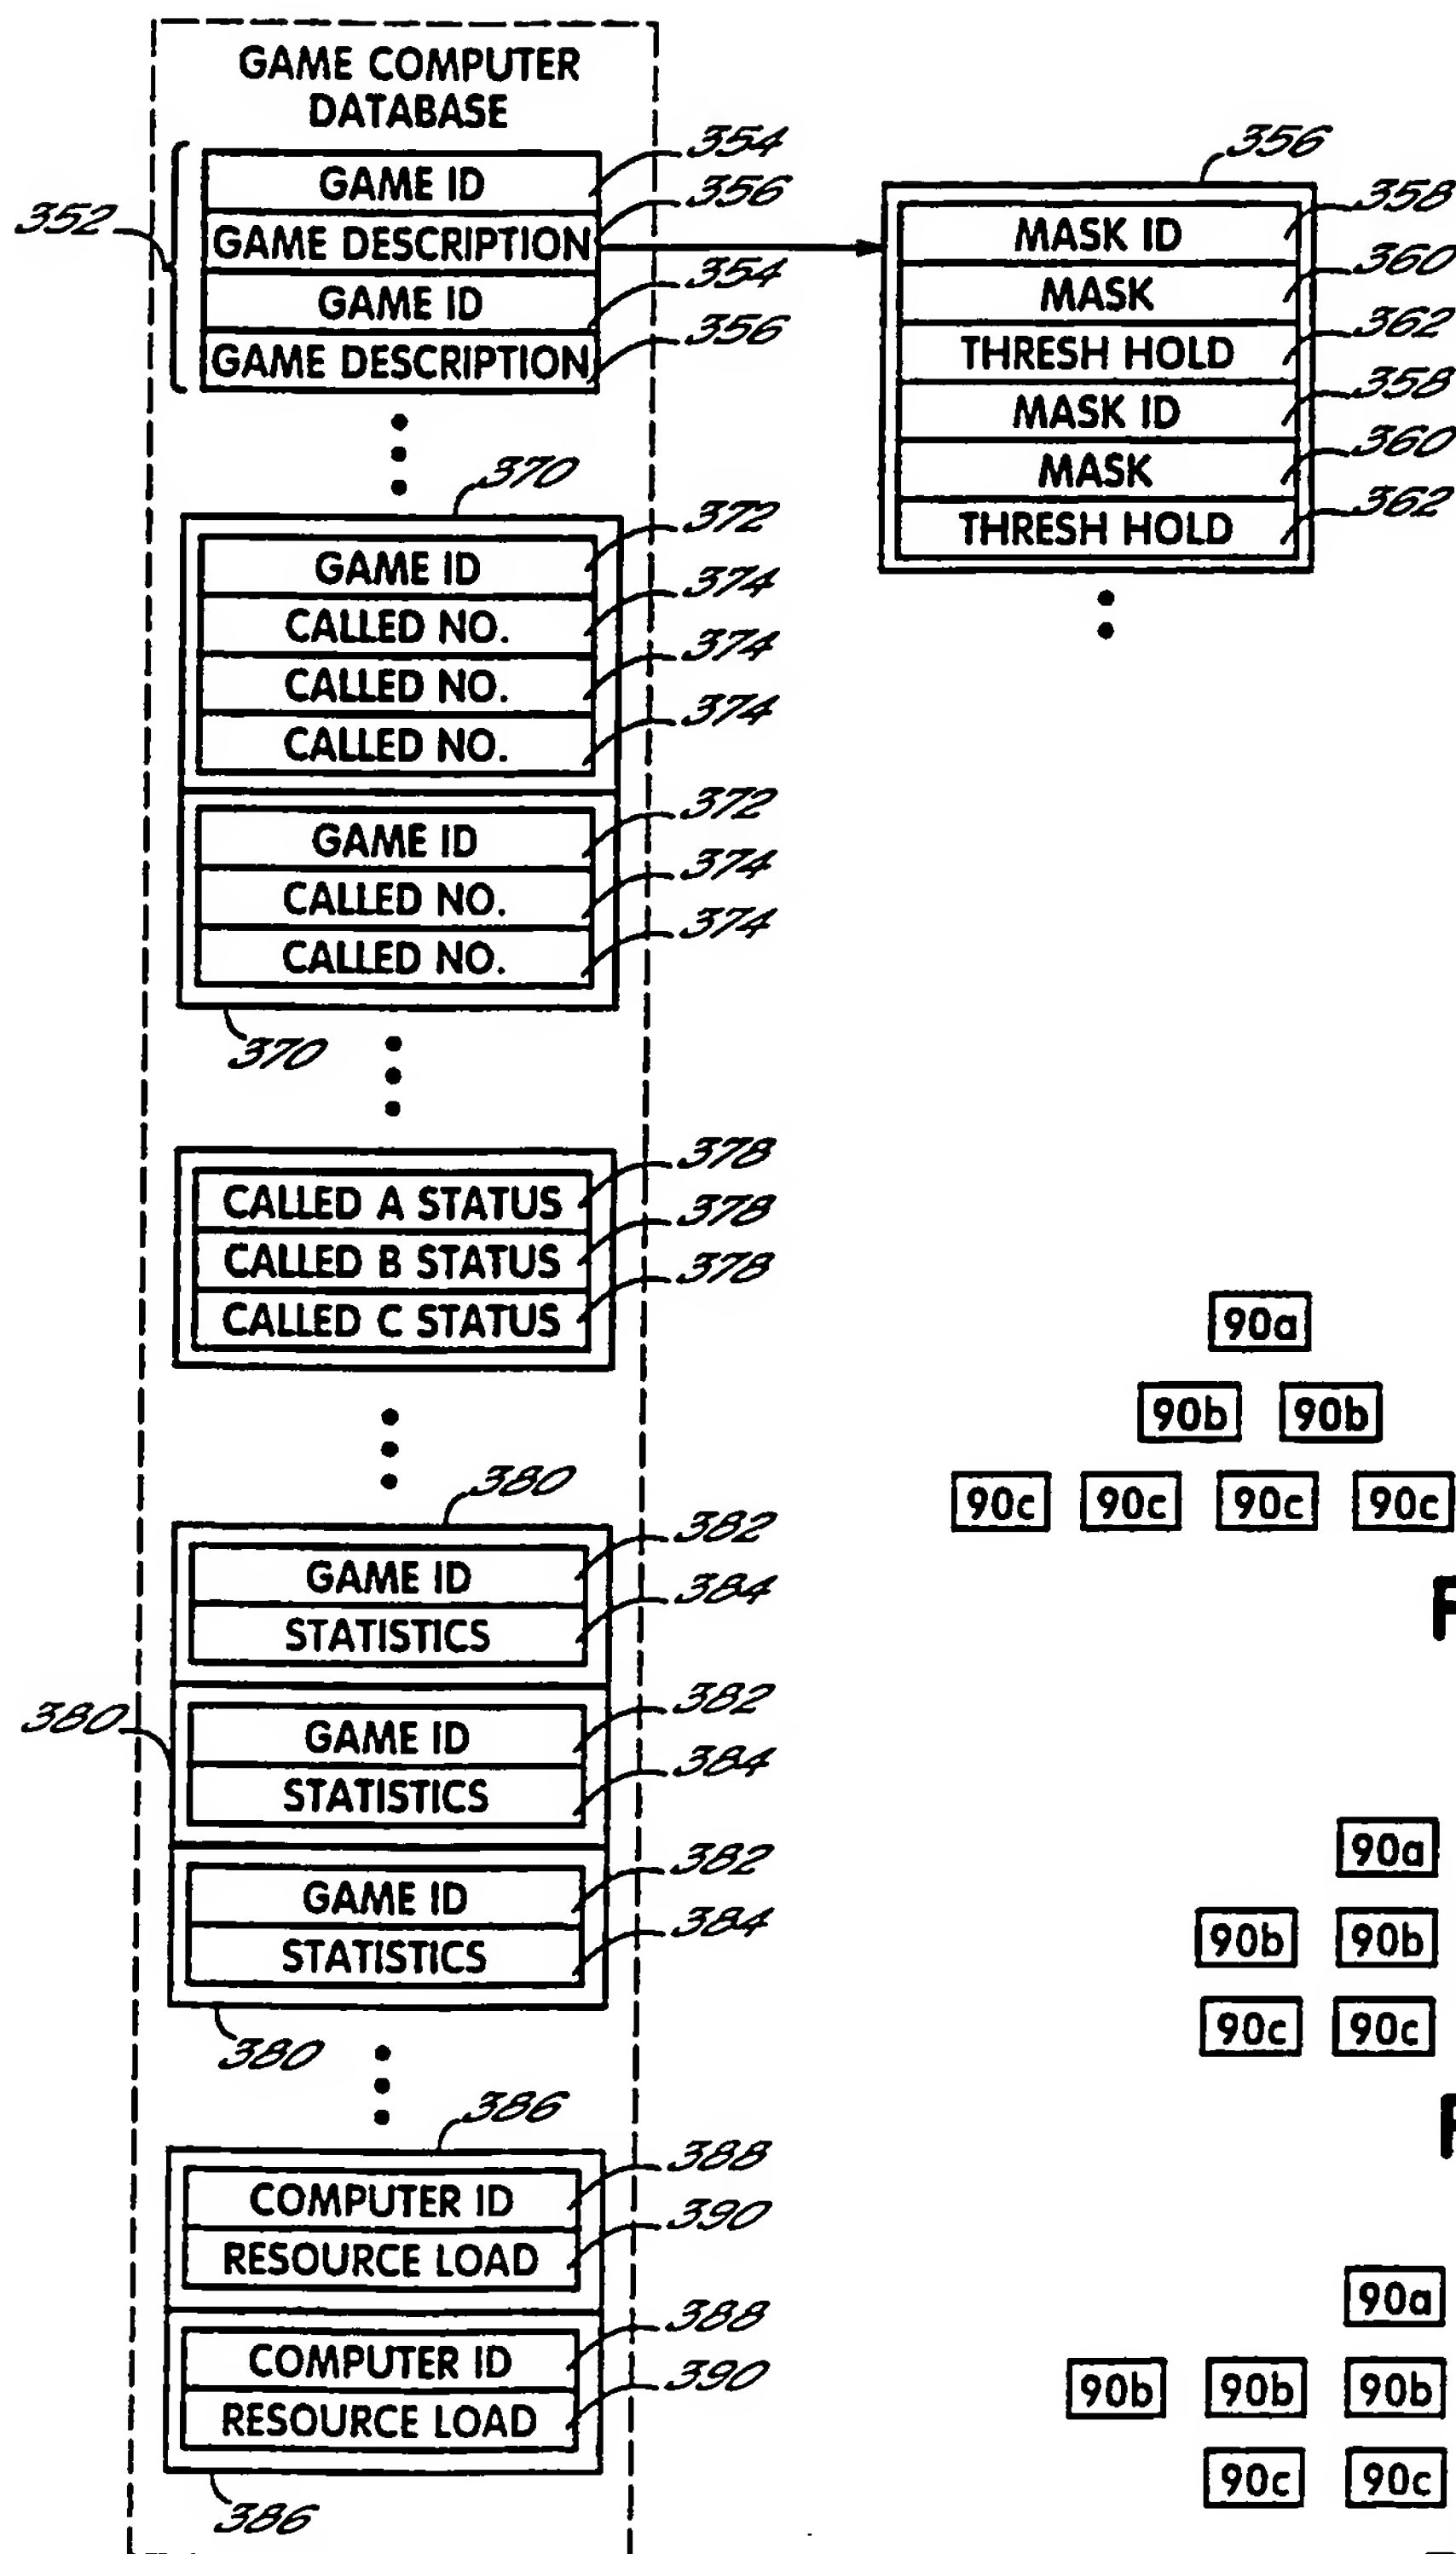 GAME COMPUTER
DATABASE
352
GAME ID
354
GAME DESCRIPTION
356
GAME ID
354
GAME DESCRIPTION
356
356
MASK ID
358
MASK
360
THRESH HOLD
362
MASK ID
358
MASK
360
THRESH HOLD
362
370
GAME ID
372
CALLED NO.
374
CALLED NO.
374
CALLED NO.
374
GAME ID
372
CALLED NO.
374
CALLED NO.
374
370
CALLED A STATUS
378
CALLED B STATUS
378
CALLED C STATUS
378
380
GAME ID
382
STATISTICS
384
380
GAME ID
382
STATISTICS
384
GAME ID
382
STATISTICS
384
380
386
COMPUTER ID
388
RESOURCE LOAD
390
COMPUTER ID
388
RESOURCE LOAD
390
386
90a
90b 90b
90c 90c 90c 90c
F
90a
90b 90b
90c 90c
90a
90b 90b 90b
90c 90c